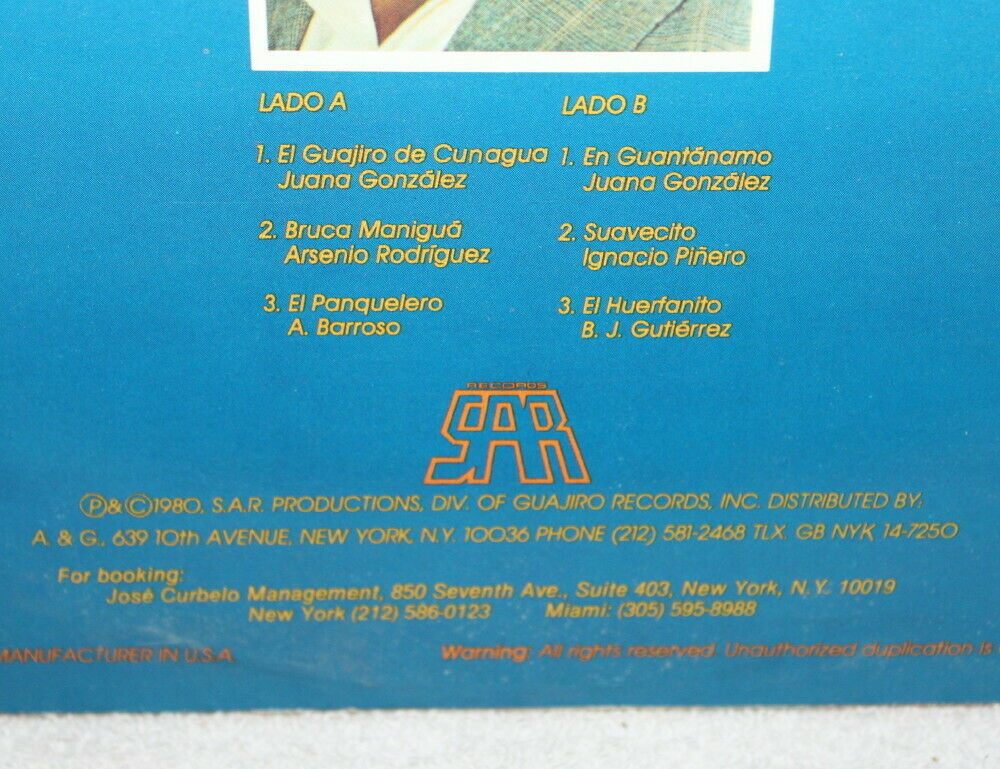 LADO A
1. El Guajiro de Cunagua
Juana González
2. Bruca Maniguá
Arsenio Rodríguez
3. El Panquelero
A. Barroso
LADO B
1. En Guantánamo
Juana González
2. Suavecito
Ignacio Piñero
3. El Huerfanito
B. J. Gutiérrez
RECORDS
SAR
Ⓟ&©1980, S.A.R. PRODUCTIONS, DIV. OF GUAJIRO RECORDS, INC. DISTRIBUTED BY:
A. & G., 639 10th AVENUE, NEW YORK, N.Y. 10036 PHONE (212) 581-2468 TLX. GB NYK 14-7250
For booking:
José Curbelo Management, 850 Seventh Ave., Suite 403, New York, N.Y. 10019
New York (212) 586-0123 Miami: (305) 595-8988
MANUFACTURER IN U.S.A. Warning: All rights reserved. Unauthorized duplication is